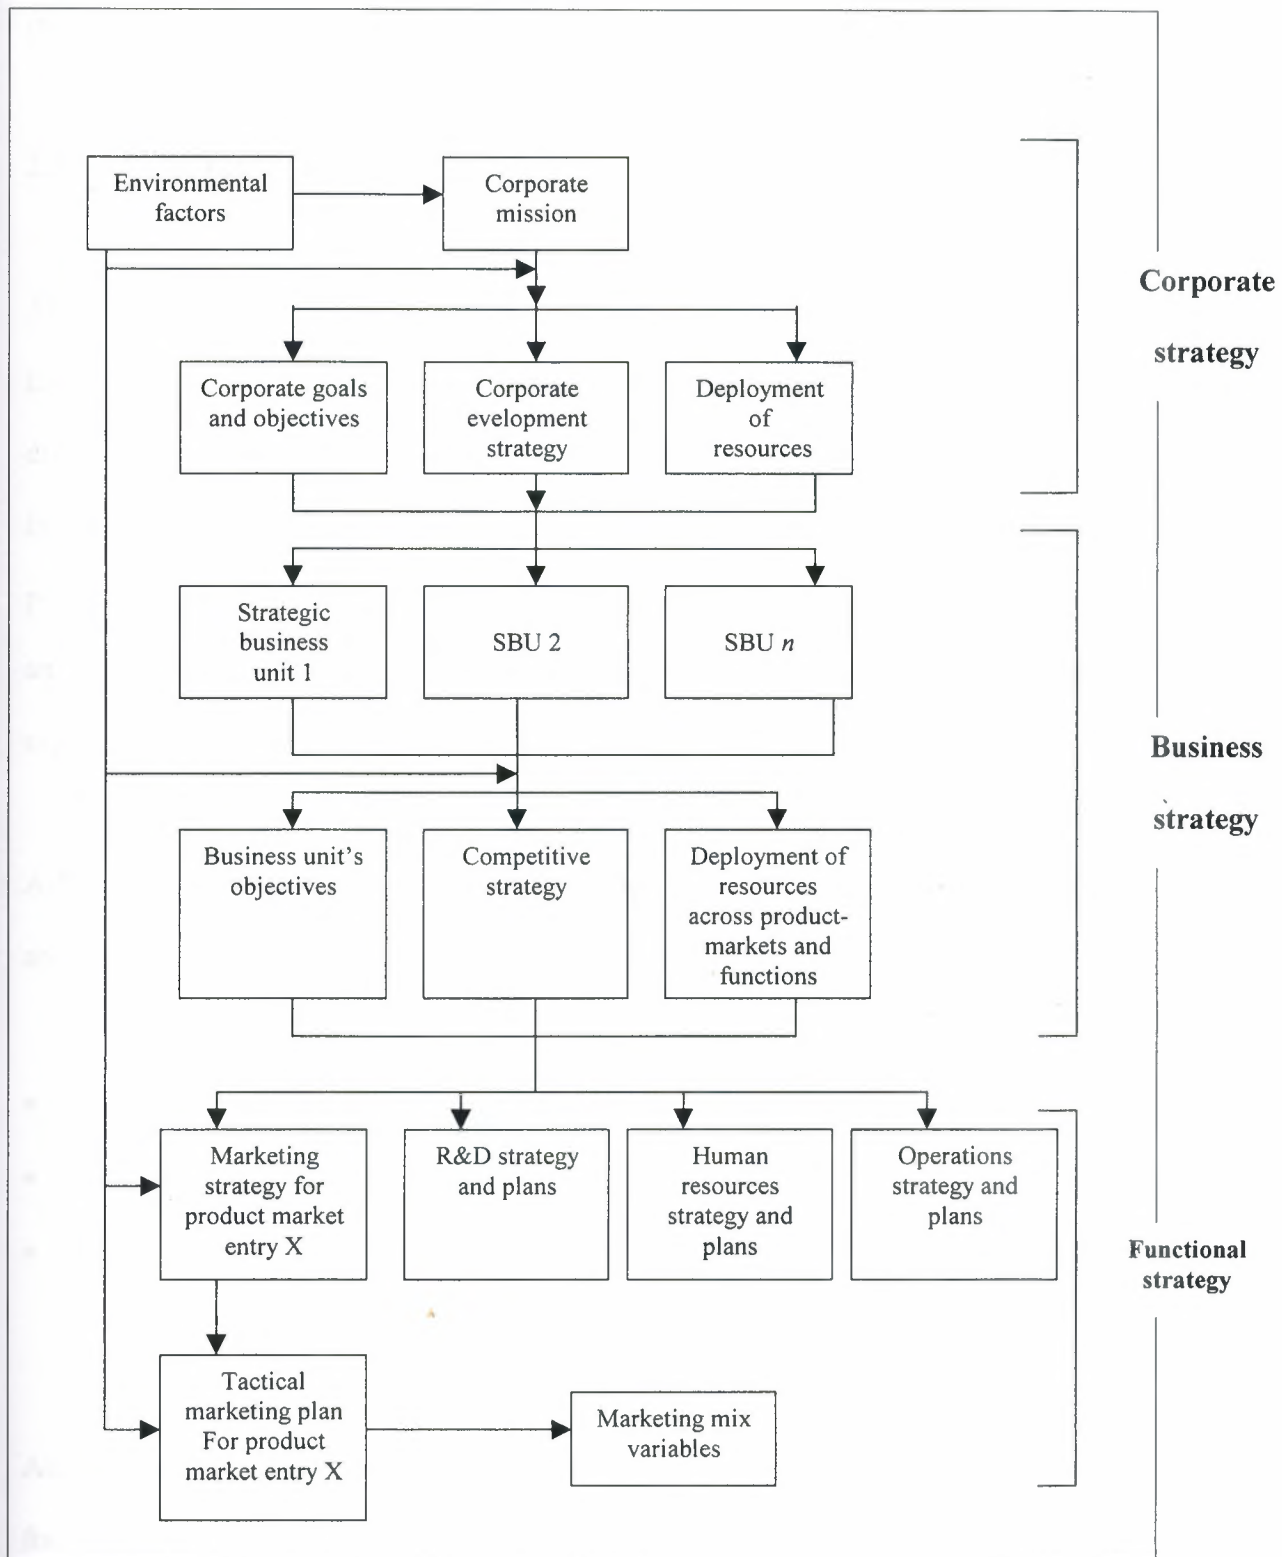 Environmental
factors
Corporate
mission
Corporate goals
and objectives
Corporate
evelopment
strategy
Deployment
of
resources
Corporate
strategy
Strategic
business
unit 1
SBU 2
SBU n
Business unit's
objectives
Competitive
strategy
Deployment of
resources
across product-
markets and
functions
Business
strategy
Marketing
strategy for
product market
entry X
R&D strategy
and plans
Human
resources
strategy and
plans
Operations
strategy and
plans
Tactical
marketing plan
For product
market entry X
Marketing mix
variables
Functional
strategy